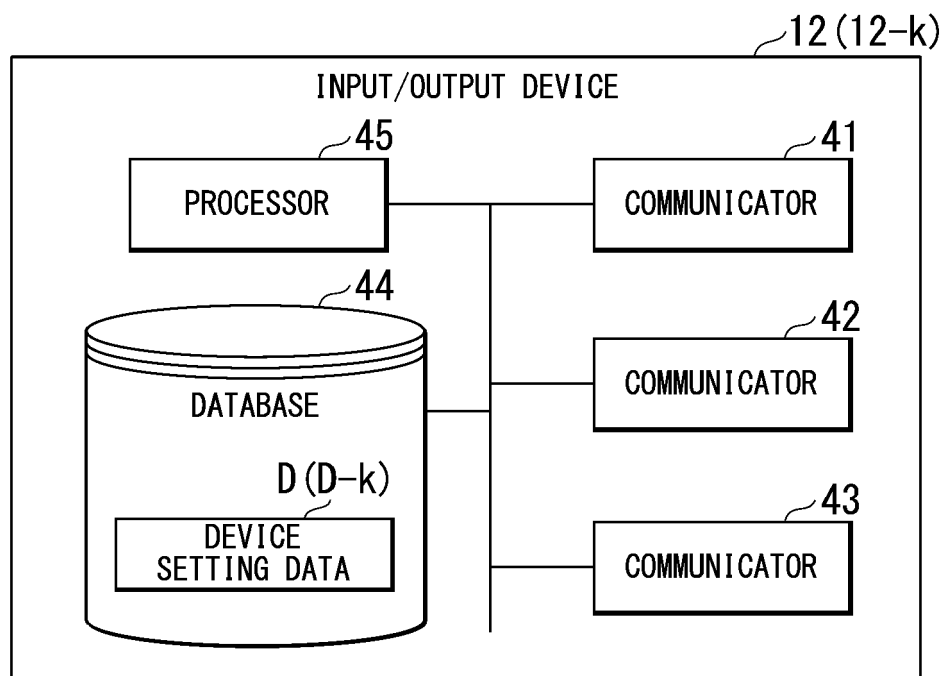 12(12-k)
INPUT/OUTPUT DEVICE
45
PROCESSOR
41
COMMUNICATOR
44
DATABASE
D(D-k)
DEVICE
SETTING DATA
42
COMMUNICATOR
43
COMMUNICATOR